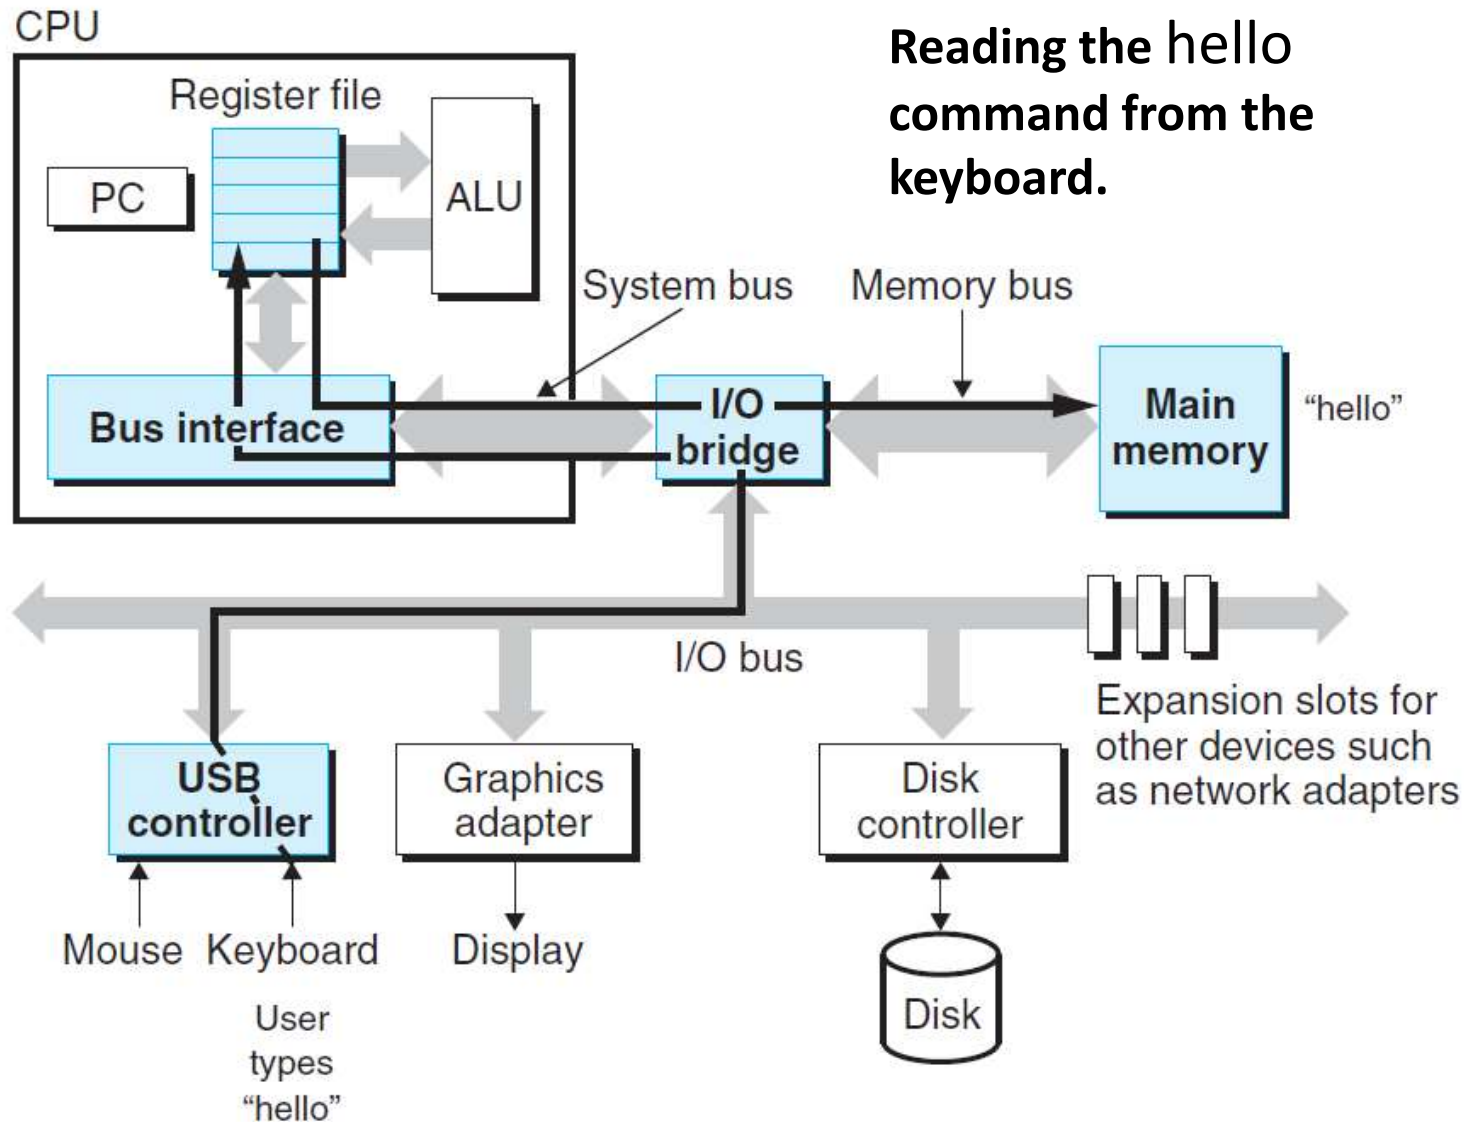 CPU
Reading the hello
command from the
keyboard.
Register file
PC
ALU
System bus
Memory bus
Bus interface
I/O
bridge
Main
memory
“hello”
I/O bus
Expansion slots for
other devices such
as network adapters
USB
controller
Graphics
adapter
Disk
controller
Mouse
Keyboard
Display
Disk
User
types
“hello”